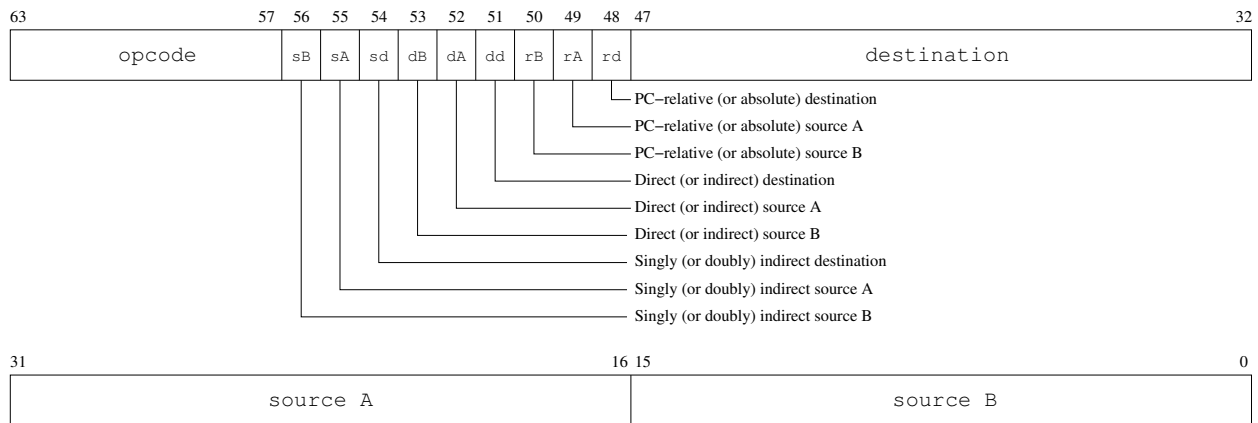 63 57 56 55 54 53 52 51 50 49 48 47 32
opcode sB sA sd dB dA dd rB rA rd destination
PC−relative (or absolute) destination
PC−relative (or absolute) source A
PC−relative (or absolute) source B
Direct (or indirect) destination
Direct (or indirect) source A
Direct (or indirect) source B
Singly (or doubly) indirect destination
Singly (or doubly) indirect source A
Singly (or doubly) indirect source B
31 16 15 0
source A source B